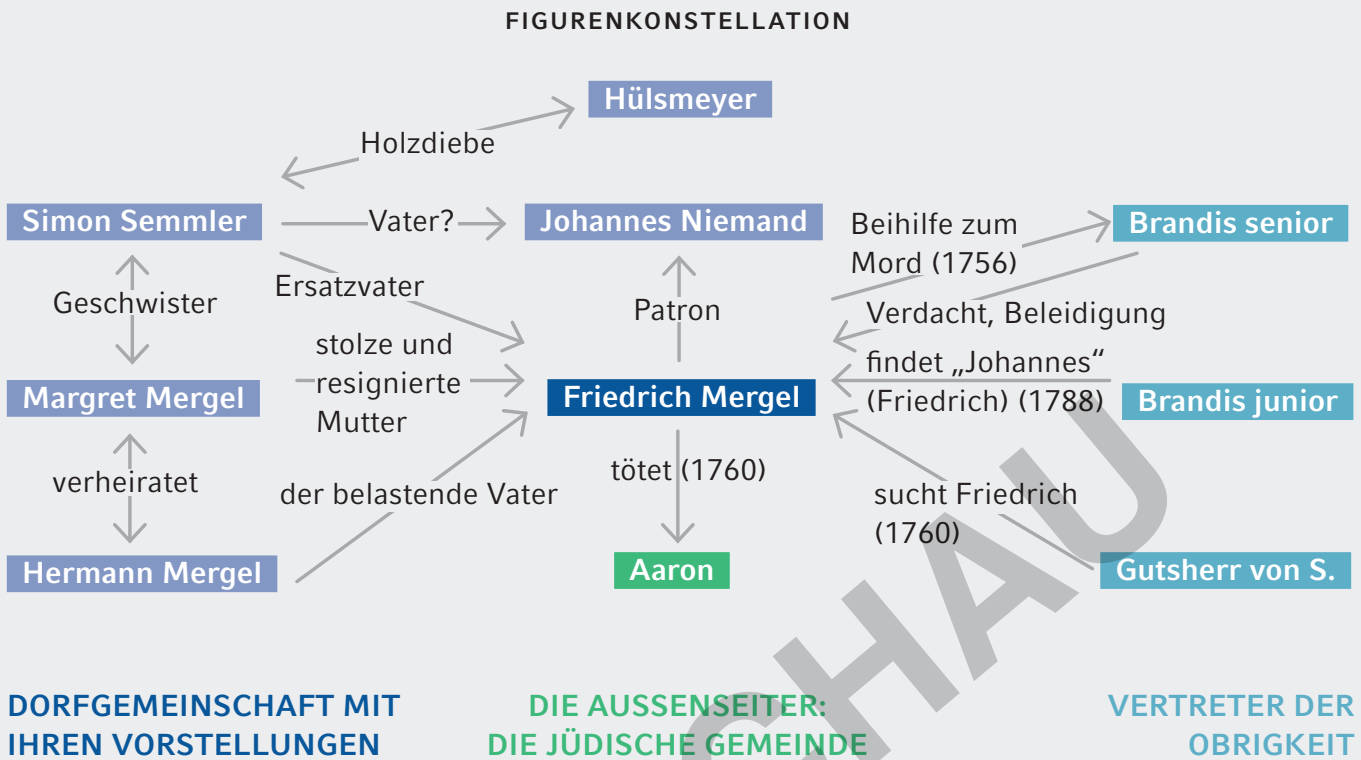 FIGURENKONSTELLATION
Hülsmeyer
Holzdiebe
Simon Semmler
Vater?
Johannes Niemand
Beihilfe zum
Mord (1756)
Brandis senior
Geschwister
Ersatzvater
Patron
Verdacht, Beleidigung
stolze und
resignierte
Mutter
findet „Johannes“
(Friedrich) (1788)
Margret Mergel
Friedrich Mergel
Brandis junior
verheiratet
der belastende Vater
tötet (1760)
sucht Friedrich
(1760)
Hermann Mergel
Aaron
Gutsherr von S.
DORFGEMEINSCHAFT MIT
IHREN VORSTELLUNGEN
DIE AUSSENSEITER:
DIE JÜDISCHE GEMEINDE
VERTRETER DER
OBRIGKEIT
CHAU